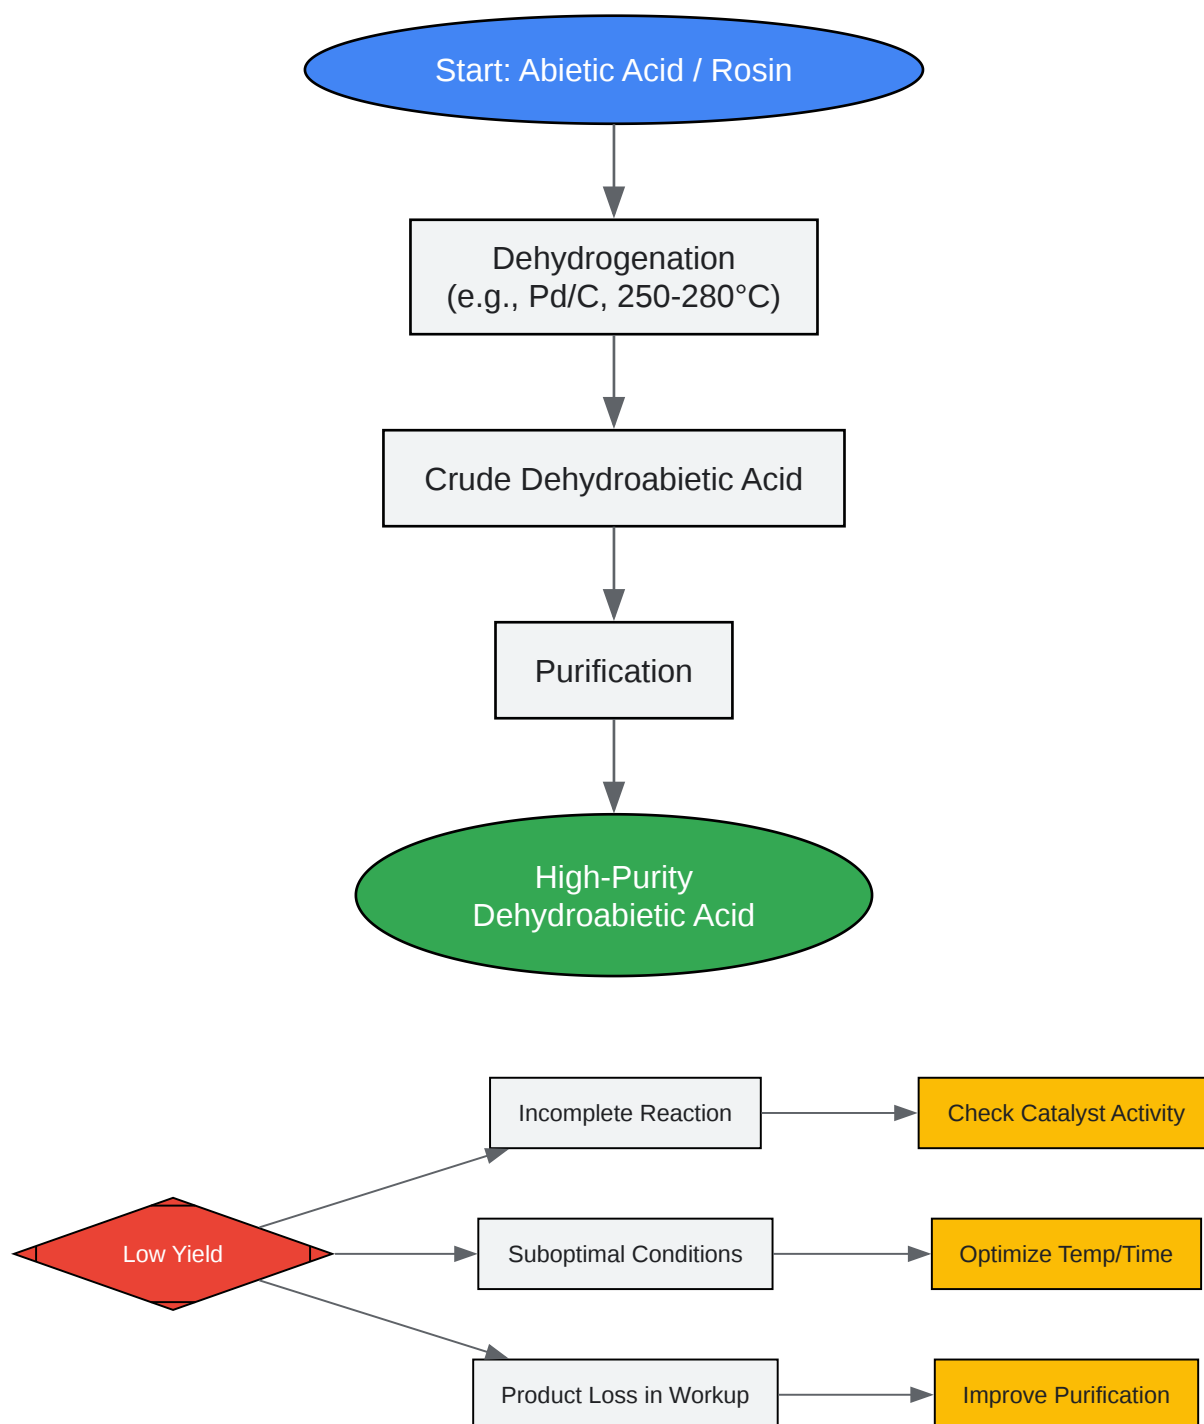 Start: Abietic Acid / Rosin
Dehydrogenation
(e.g., Pd/C, 250-280°C)
Crude Dehydroabietic Acid
Purification
High-Purity
Dehydroabietic Acid
Incomplete Reaction
Check Catalyst Activity
Low Yield
Suboptimal Conditions
Optimize Temp/Time
Product Loss in Workup
Improve Purification